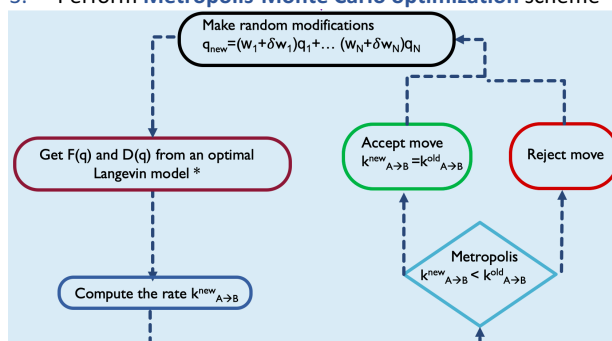 Perform Metropolis Monte Carlo optimization scheme
Make random modifications
qnew=(w1+δw1)q1+… (wN+δwN)qN
Get F(q) and D(q) from an optimal
Langevin model *
Accept move
knewA→B=koldA→B
Reject move
Metropolis
knewA→B < koldA→B
Compute the rate knewA→B